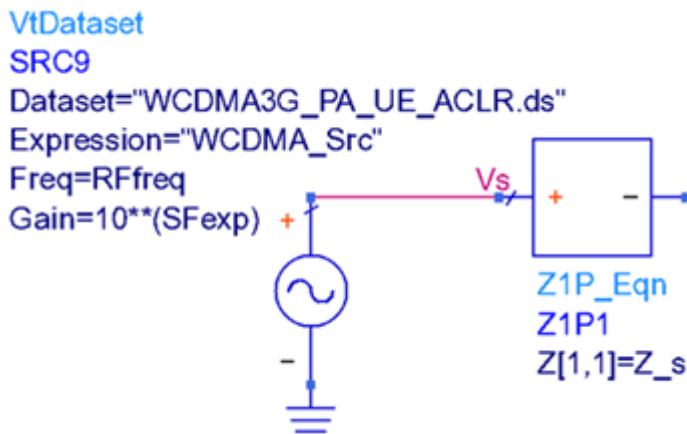 VtDataset
SRC9
Dataset="WCDMA3G_PA_UE_ACLR.ds"
Expression="WCDMA_Src"
Freq=RFfreq
Gain=10**(SFexp)
+
Vs
+
-
-
Z1P_Eqn
Z1P1
Z[1,1]=Z_s